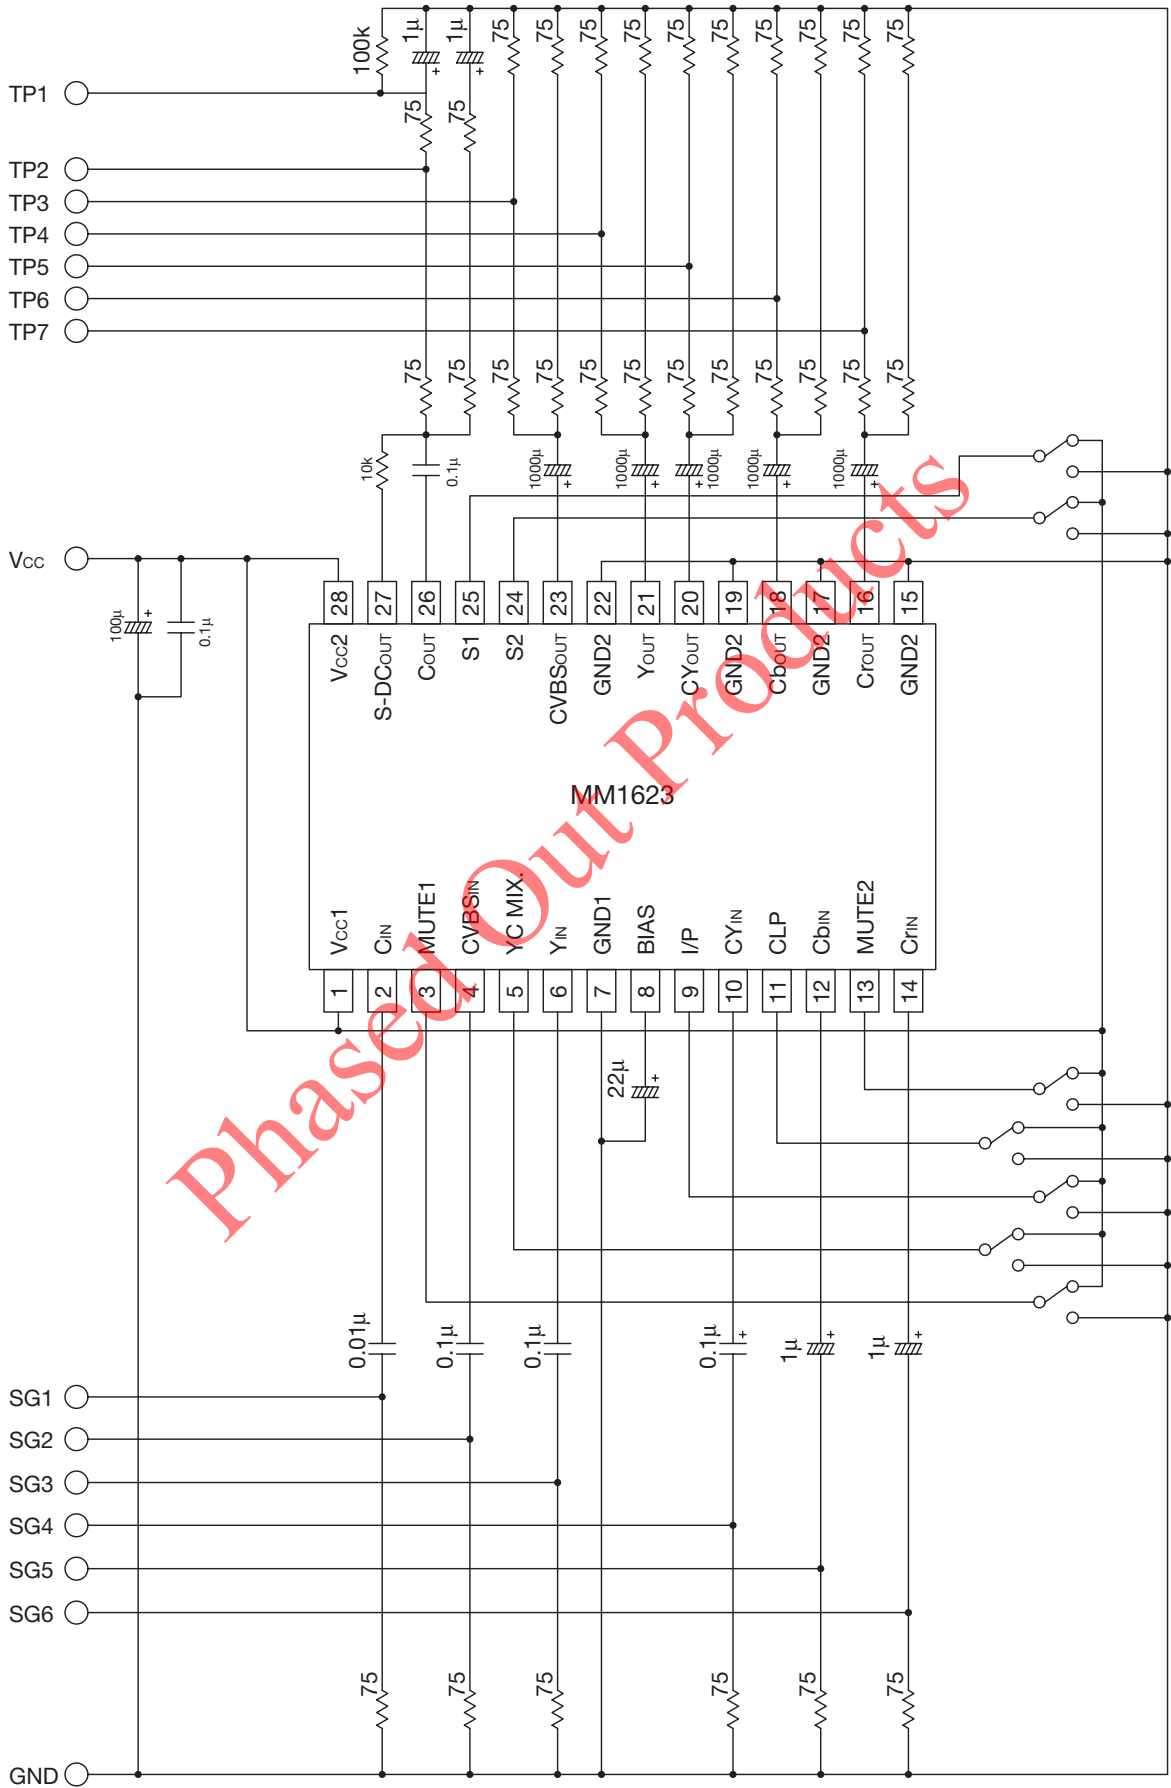 75 75 75 75 75 75 75 75 75 75
100k
1μ
+
1μ
+
TP1
75
75
TP2
TP3
TP4
TP5
TP6
TP7
75
75
75
75
75
75
75
75
75
75
75
75
10k
0.1μ
1000μ
+
1000μ
+
1000μ
+
1000μ
+
1000μ
+
VCC
100μ
+
0.1μ
28 27 26 25 24 23 22 21 20 19 18 17 16 15
VCC2
S-DCOUT
COUT
S1
S2
CVBSOUT
GND2
YOUT
CYOUT
GND2
CbOUT
GND2
CrOUT
GND2
MM1623
Phased Out Products
VCC1
CIN
MUTE1
CVBSIN
YC MIX.
YIN
GND1
BIAS
I/P
CYIN
CLP
CbIN
MUTE2
CrIN
1 2 3 4 5 6 7 8 9 10 11 12 13 14
22μ
+
0.01μ
0.1μ
0.1μ
0.1μ
+
1μ
+
1μ
+
SG1
SG2
SG3
SG4
SG5
SG6
75 75 75 75 75 75
GND